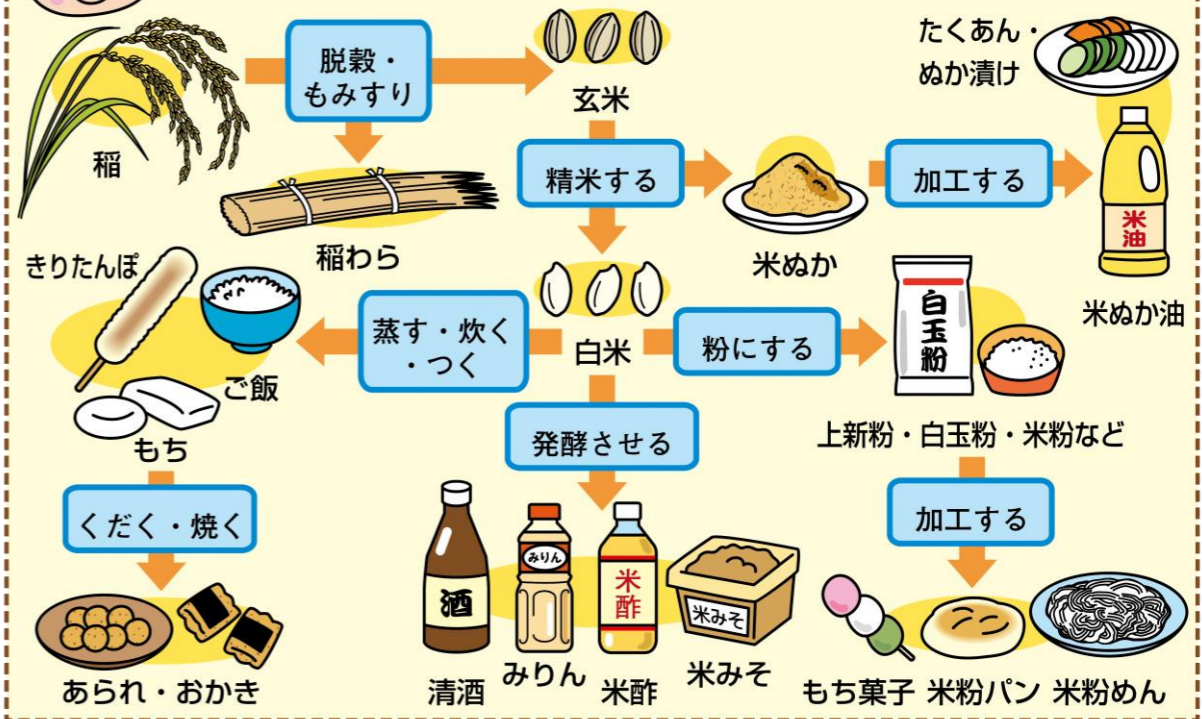 稲
脱穀・
もみすり
玄米
たくあん・
ぬか漬け
稲わら
精米する
米ぬか
加工する
米油
米ぬか油
きりたんぽ
ご飯
もち
蒸す・炊く
・つく
白米
粉にする
白玉粉
上新粉・白玉粉・米粉など
発酵させる
くだく・焼く
加工する
あられ・おかき
酒
みりん
米酢
米みそ
清酒
みりん
米酢
米みそ
もち菓子
米粉パン
米粉めん